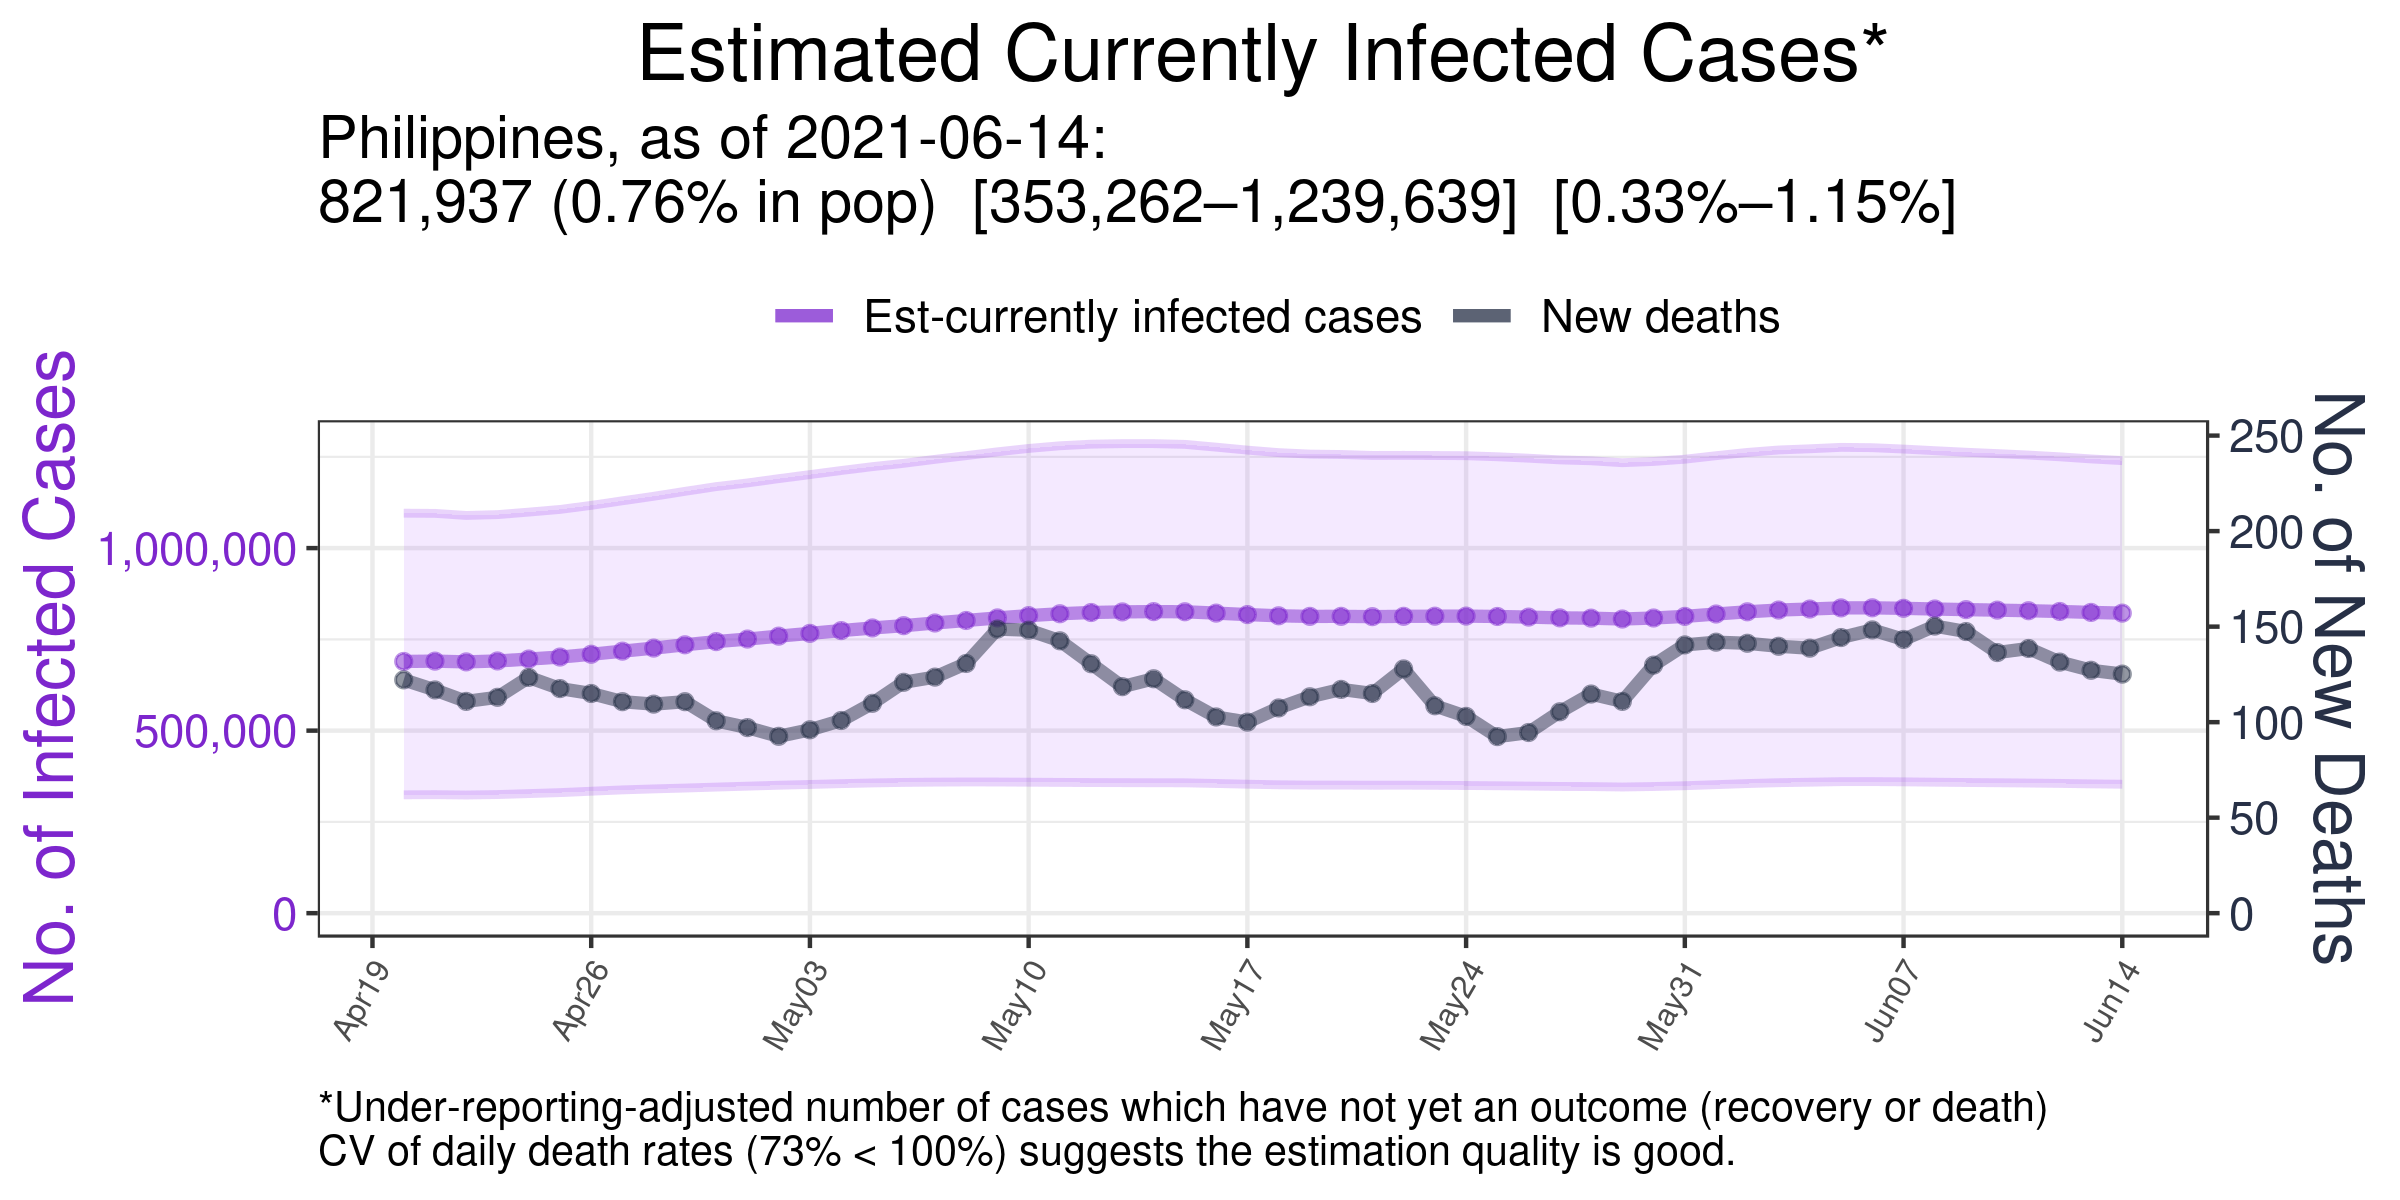 Estimated Currently Infected Cases*
Philippines, as of 2021-06-14:
821,937 (0.76% in pop)  [353,262–1,239,639]  [0.33%–1.15%]
Est-currently infected cases
New deaths
No. of Infected Cases
1,000,000
500,000
0
250
200
150
100
50
0
No. of New Deaths
Apr19
Apr26
May03
May10
May17
May24
May31
Jun07
Jun14
*Under-reporting-adjusted number of cases which have not yet an outcome (recovery or death)
CV of daily death rates (73% < 100%) suggests the estimation quality is good.